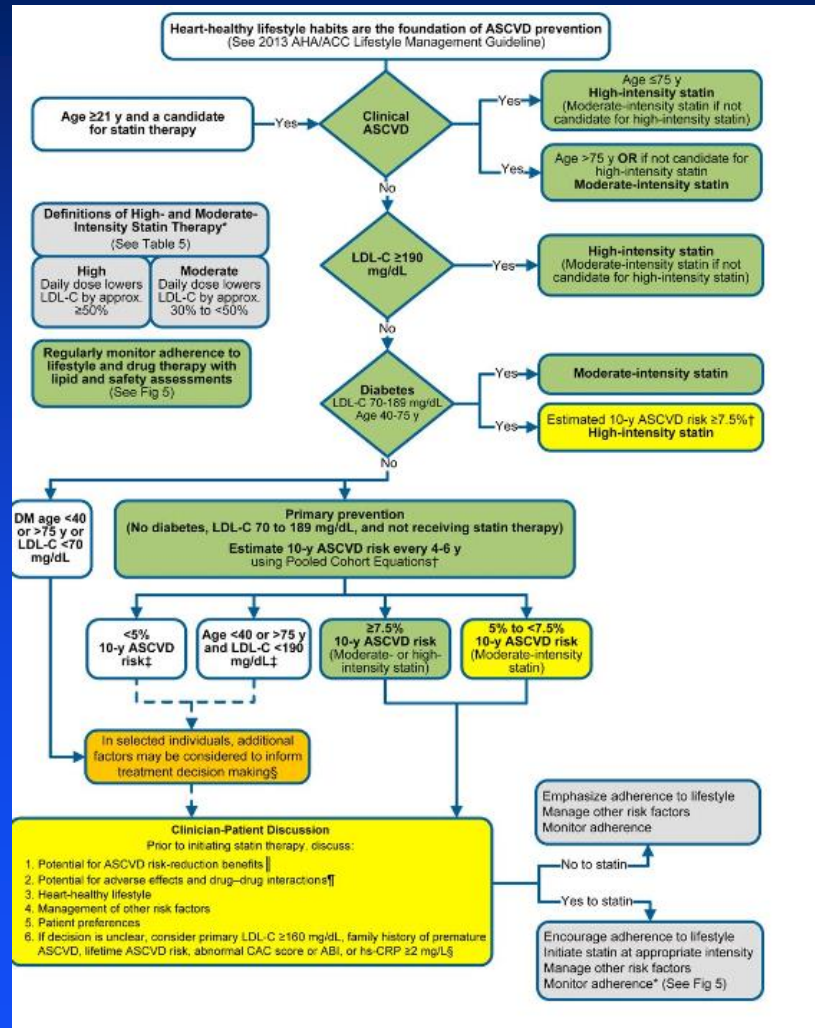 Heart-healthy lifestyle habits are the foundation of ASCVD prevention
(See 2013 AHA/ACC Lifestyle Management Guideline)
Age ≥21 y and a candidate
for statin therapy
Yes
Clinical
ASCVD
Yes
Age ≤75 y
High-intensity statin
(Moderate-intensity statin if not
candidate for high-intensity statin)
Yes
Age >75 y OR if not candidate for
high-intensity statin
Moderate-intensity statin
No
Definitions of High- and Moderate-
Intensity Statin Therapy*
(See Table 5)
High
Daily dose lowers
LDL-C by approx.
≥50%
Moderate
Daily dose lowers
LDL-C by approx.
30% to <50%
LDL-C ≥190
mg/dL
Yes
High-intensity statin
(Moderate-intensity statin if not
candidate for high-intensity statin)
No
Regularly monitor adherence to
lifestyle and drug therapy with
lipid and safety assessments
(See Fig 5)
Diabetes
LDL-C 70-189 mg/dL
Age 40-75 y
Yes
Moderate-intensity statin
Yes
Estimated 10-y ASCVD risk ≥7.5%†
High-intensity statin
No
DM age <40
or >75 y or
LDL-C <70
mg/dL
Primary prevention
(No diabetes, LDL-C 70 to 189 mg/dL, and not receiving statin therapy)
Estimate 10-y ASCVD risk every 4-6 y
using Pooled Cohort Equations†
<5%
10-y ASCVD
risk‡
Age <40 or >75 y
and LDL-C <190
mg/dL‡
≥7.5%
10-y ASCVD risk
(Moderate- or high-
intensity statin)
5% to <7.5%
10-y ASCVD risk
(Moderate-intensity
statin)
In selected individuals, additional
factors may be considered to inform
treatment decision making§
Clinician-Patient Discussion
Prior to initiating statin therapy, discuss:
1. Potential for ASCVD risk-reduction benefits‖
2. Potential for adverse effects and drug–drug interactions¶
3. Heart-healthy lifestyle
4. Management of other risk factors
5. Patient preferences
6. If decision is unclear, consider primary LDL-C ≥160 mg/dL, family history of premature
ASCVD, lifetime ASCVD risk, abnormal CAC score or ABI, or hs-CRP ≥2 mg/L§
Emphasize adherence to lifestyle
Manage other risk factors
Monitor adherence
No to statin
Yes to statin
Encourage adherence to lifestyle
Initiate statin at appropriate intensity
Manage other risk factors
Monitor adherence* (See Fig 5)